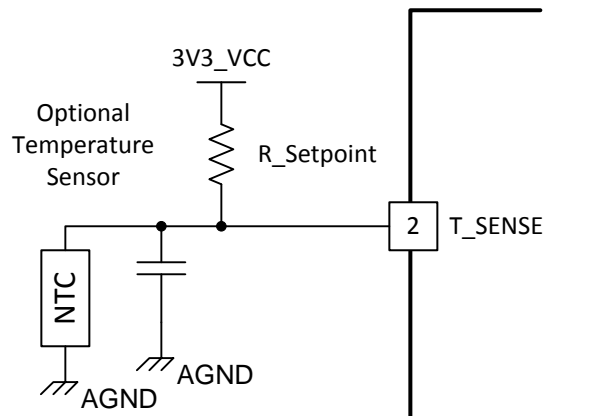 3V3_VCC
Optional
Temperature
Sensor
R_Setpoint
2
T_SENSE
NTC
AGND
AGND